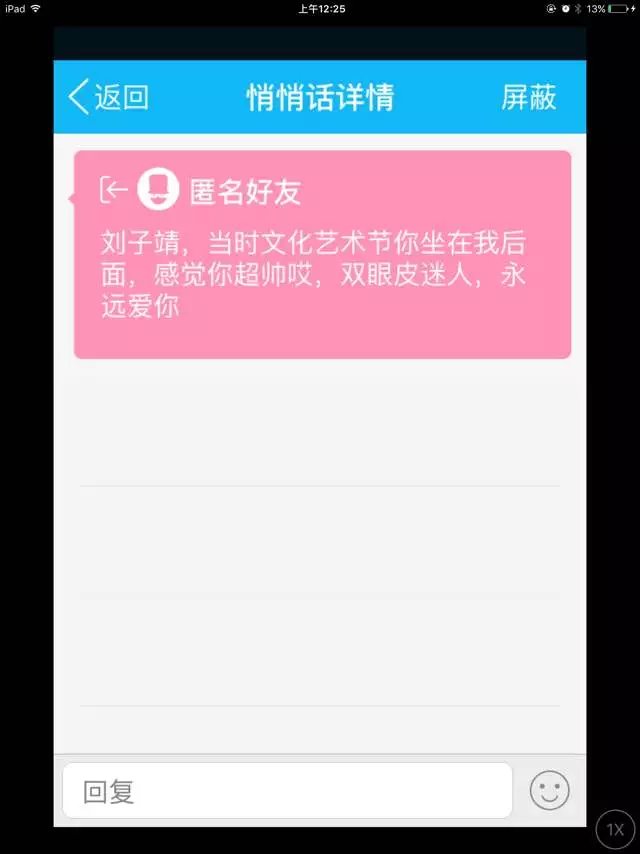 iPad 上午12:25 13%
返回 悄悄话详情 屏蔽
匿名好友
刘子靖，当时文化艺术节你坐在我后
面，感觉你超帅哎，双眼皮迷人，永
远爱你
回复
1X